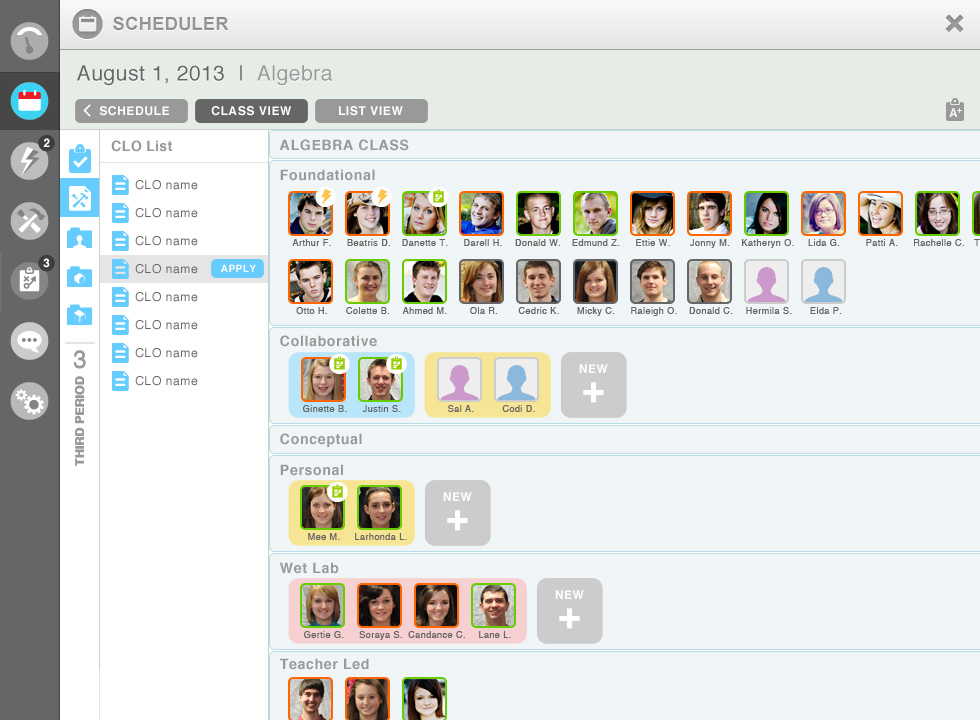 SCHEDULER
August 1, 2013 | Algebra
SCHEDULE
CLASS VIEW
LIST VIEW
A+
2
3
3
THIRD PERIOD
CLO List
CLO name
CLO name
CLO name
CLO name
APPLY
CLO name
CLO name
CLO name
CLO name
ALGEBRA CLASS
Foundational
Arthur F. Beatris D. Danette T. Darell H. Donald W. Edmund Z. Ettie W. Jonny M. Katheryn O. Lida G. Patti A. Rachelle C. T
Otto H. Colette B. Ahmed M. Ola R. Cedric K. Micky C. Raleigh O. Donald C. Hermila S. Elda P.
Collaborative
NEW
Ginette B. Justin S. Sal A. Codi D.
Conceptual
Personal
NEW
Mee M. Larhonda L.
Wet Lab
NEW
Gertie G. Soraya S. Candance C. Lane L.
Teacher Led